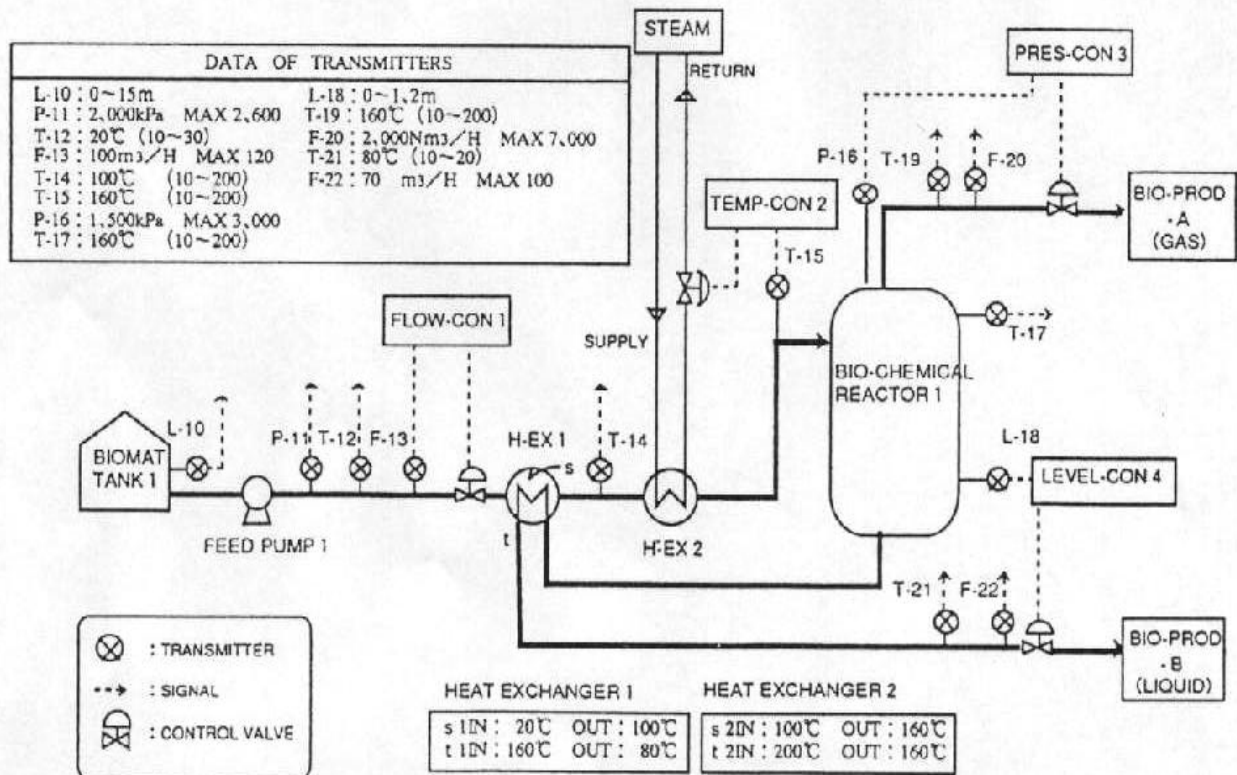 STEAM
RETURN
SUPPLY
PRES-CON 3
DATA OF TRANSMITTERS
L-10 : 0~15m
P-11 : 2,000kPa MAX 2,600
T-12 : 20℃ (10~30)
F-13 : 100m3/H MAX 120
T-14 : 100℃ (10~200)
T-15 : 160℃ (10~200)
P-16 : 1,500kPa MAX 3,000
T-17 : 160℃ (10~200)
L-18 : 0~1,2m
T-19 : 160℃ (10~200)
F-20 : 2,000Nm3/H MAX 7,000
T-21 : 80℃ (10~20)
F-22 : 70 m3/H MAX 100
P-16
T-19
F-20
BIO-PROD
-A
(GAS)
TEMP-CON 2
T-15
FLOW-CON 1
T-17
BIO-CHEMICAL
REACTOR 1
L-10
BIOMAT
TANK 1
P-11
T-12
F-13
H-EX 1
s
T-14
t
FEED PUMP 1
H-EX 2
L-18
LEVEL-CON 4
T-21
F-22
BIO-PROD
-B
(LIQUID)
: TRANSMITTER
: SIGNAL
: CONTROL VALVE
HEAT EXCHANGER 1
s 1IN : 20℃ OUT : 100℃
t 1IN : 160℃ OUT : 80℃
HEAT EXCHANGER 2
s 2IN : 100℃ OUT : 160℃
t 2IN : 200℃ OUT : 160℃